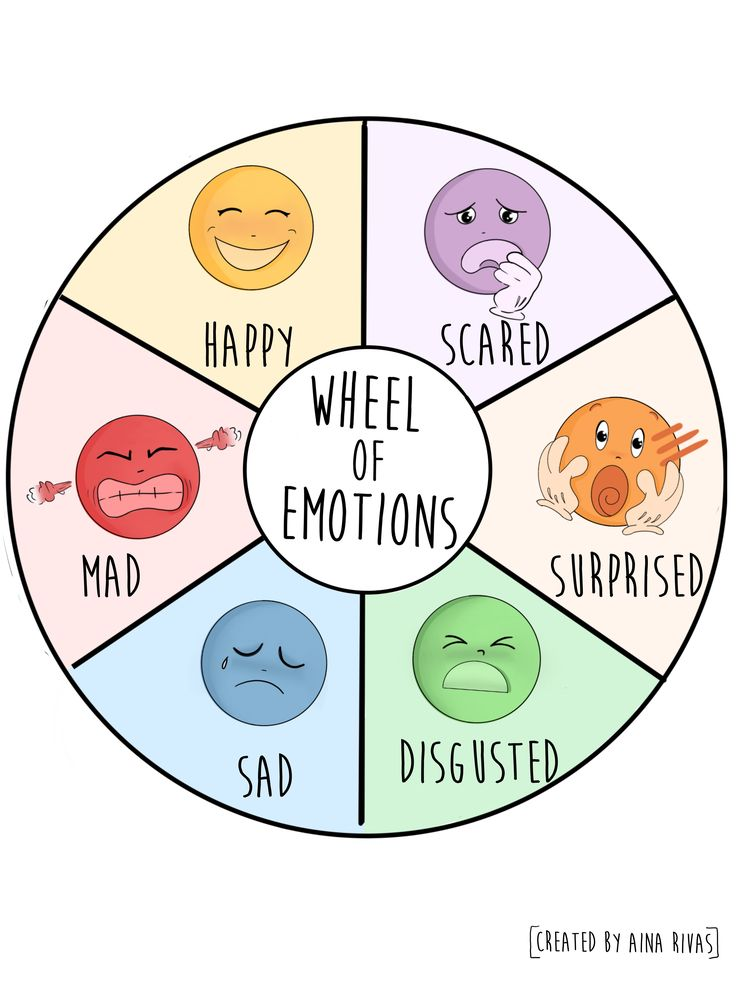 HAPPY
SCARED
WHEEL
OF
EMOTIONS
MAD
SURPRISED
SAD
DISGUSTED
[CREATED BY AINA RIVAS]